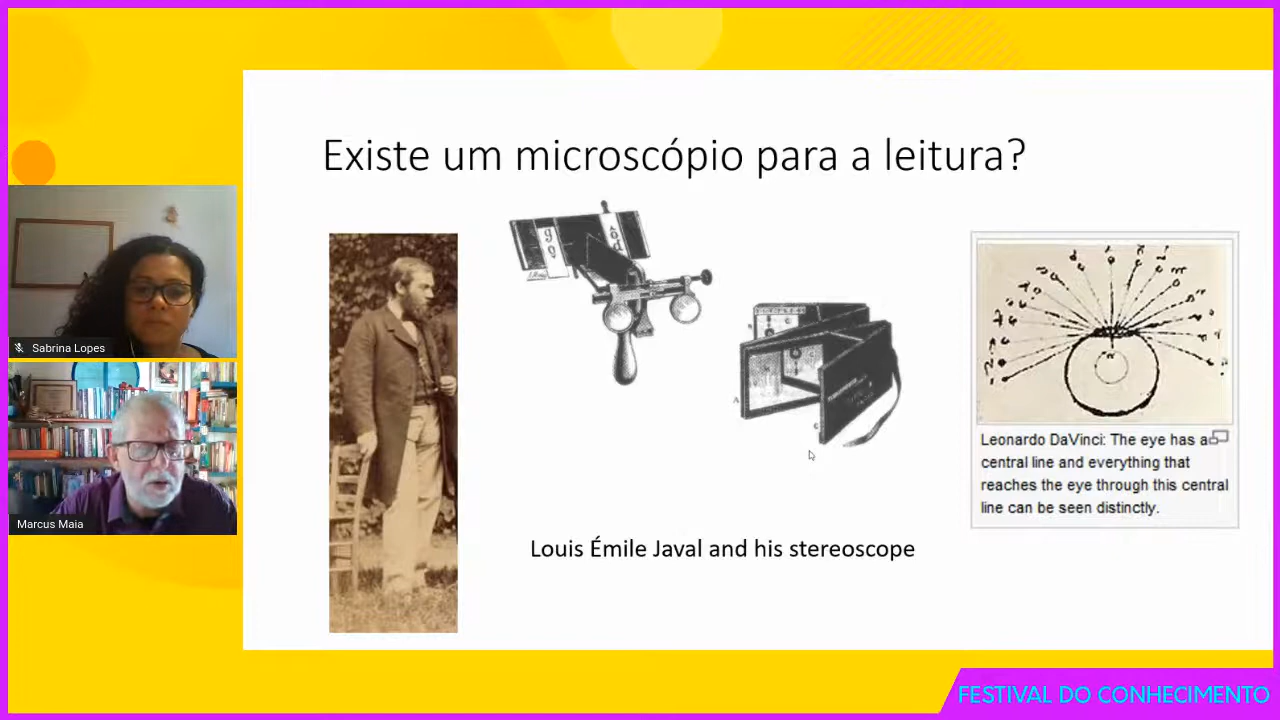 Existe um microscópio para a leitura?
Sabrina Lopes
Marcus Maia
Louis Émile Javal and his stereoscope
Leonardo DaVinci: The eye has a
central line and everything that
reaches the eye through this central
line can be seen distinctly.
FESTIVAL DO CONHECIMENTO